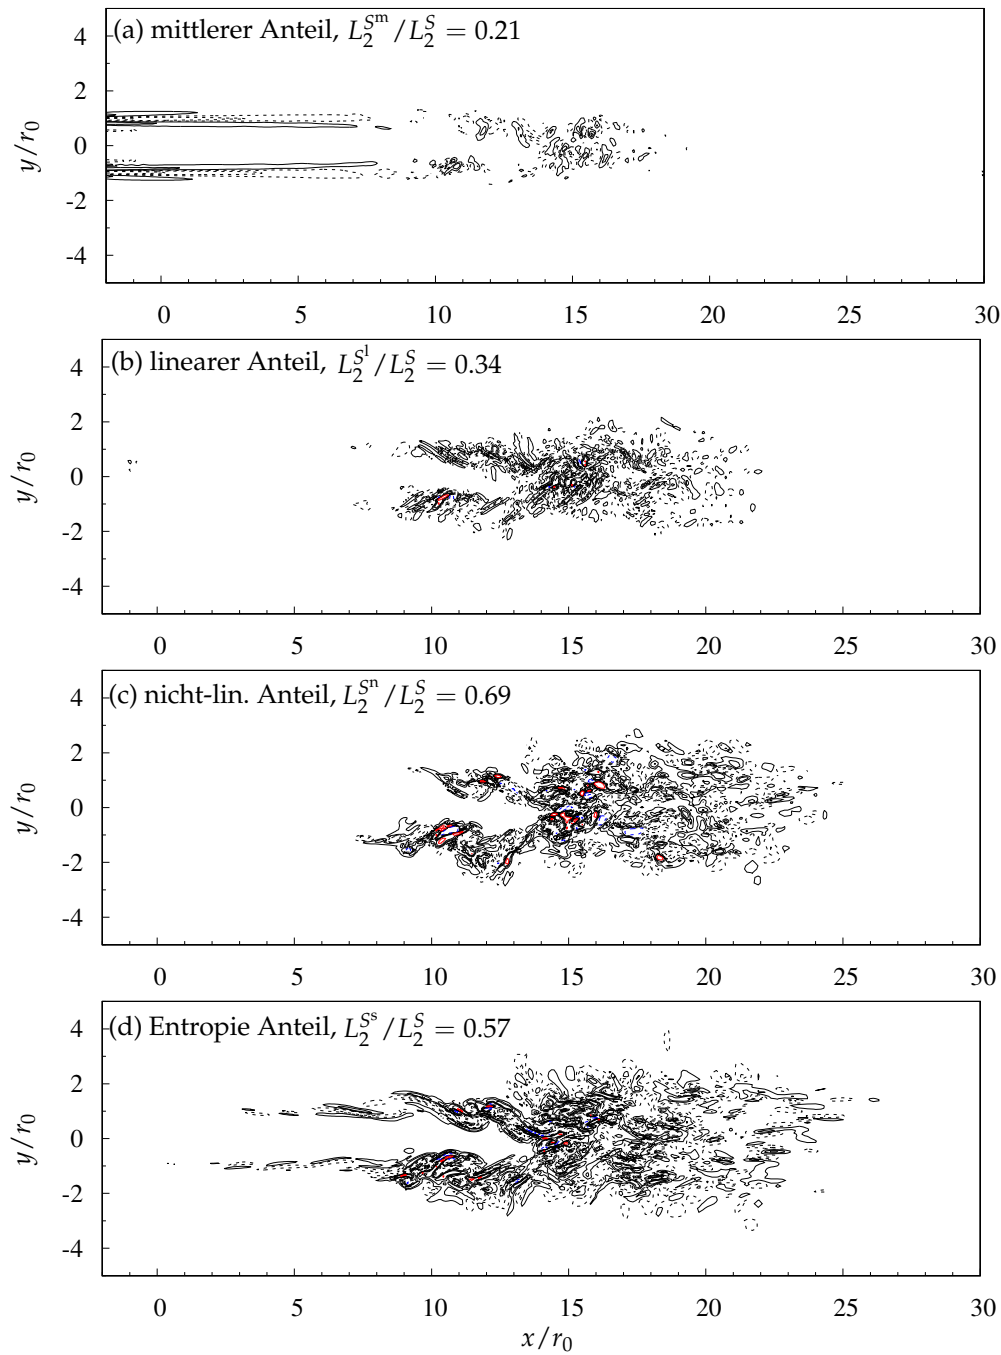 (a) mittlerer Anteil, $L_2^{S^m}/L_2^S = 0.21$
4
2
0
-2
-4
y/r_0
0 5 10 15 20 25 30
(b) linearer Anteil, $L_2^{S^l}/L_2^S = 0.34$
4
2
0
-2
-4
y/r_0
0 5 10 15 20 25 30
(c) nicht-lin. Anteil, $L_2^{S^n}/L_2^S = 0.69$
4
2
0
-2
-4
y/r_0
0 5 10 15 20 25 30
(d) Entropie Anteil, $L_2^{S^s}/L_2^S = 0.57$
4
2
0
-2
-4
y/r_0
0 5 10 15 20 25 30
x/r_0